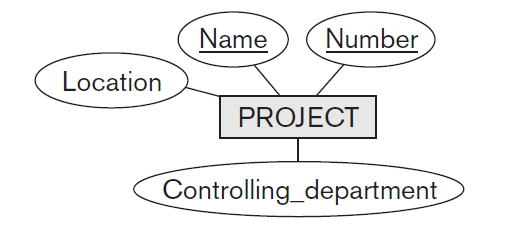 Name
Number
Location
PROJECT
Controlling_department